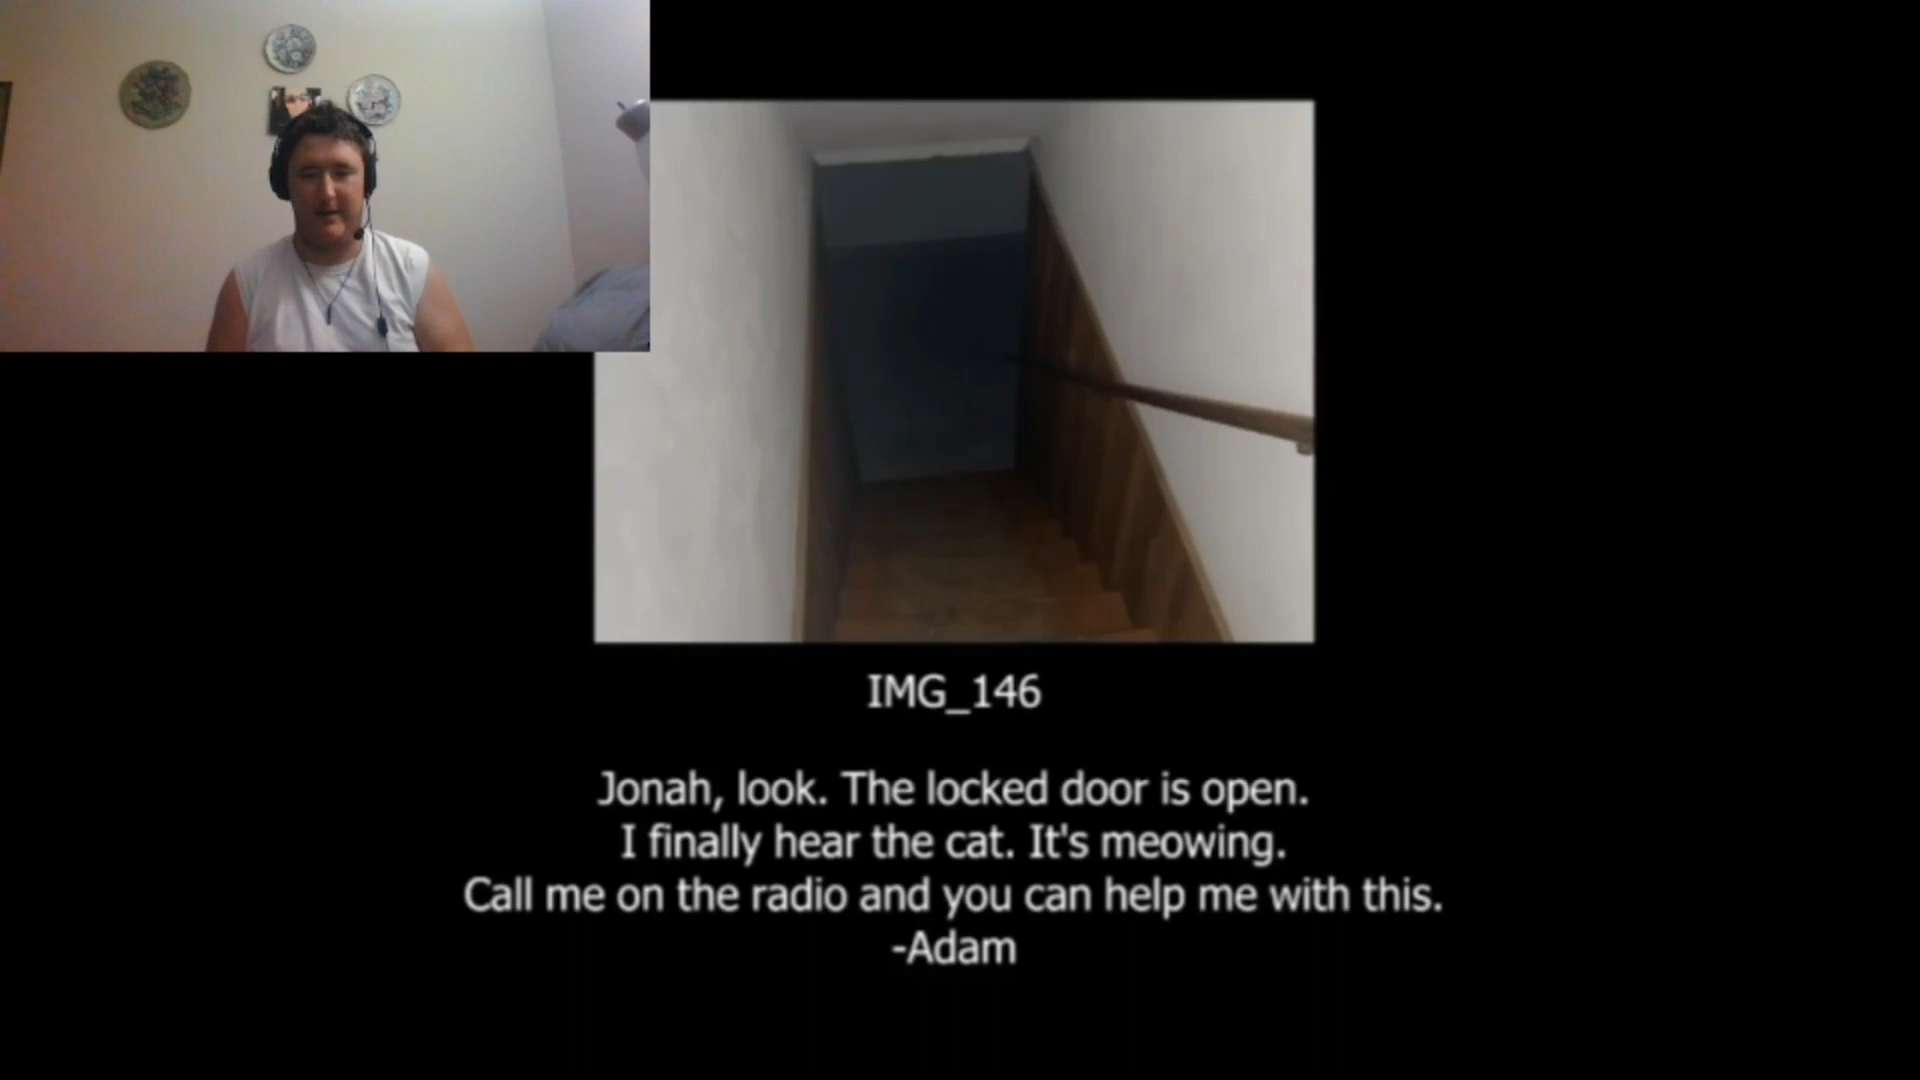 IMG_146
Jonah, look. The locked door is open.
I finally hear the cat. It's meowing.
Call me on the radio and you can help me with this.
-Adam